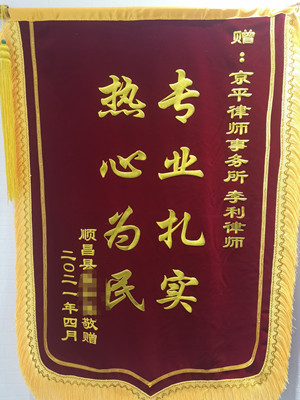 赠：京平律师事务所 李利律师
专业扎实
热心为民
顺昌县敬赠
二〇二一年四月